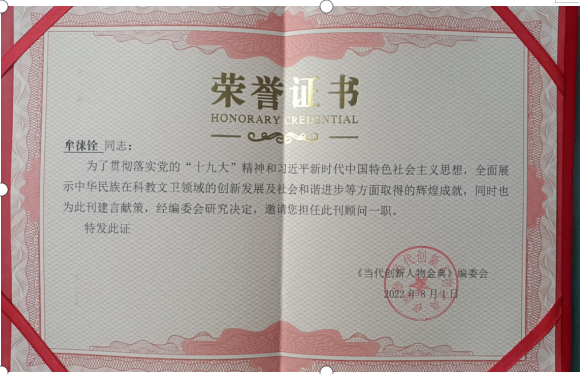 荣誉证书
HONORARY CREDENTIAL
牟徕铨 同志：
为了贯彻落实党的“十九大”精神和习近平新时代中国特色社会主义思想，全面展
示中华民族在科教文卫领域的创新发展及社会和谐进步等方面取得的辉煌成就，同时也
为此刊建言献策，经编委会研究决定，邀请您担任此刊顾问一职。
特发此证
《当代创新人物金典》编委会
2022年8月1日